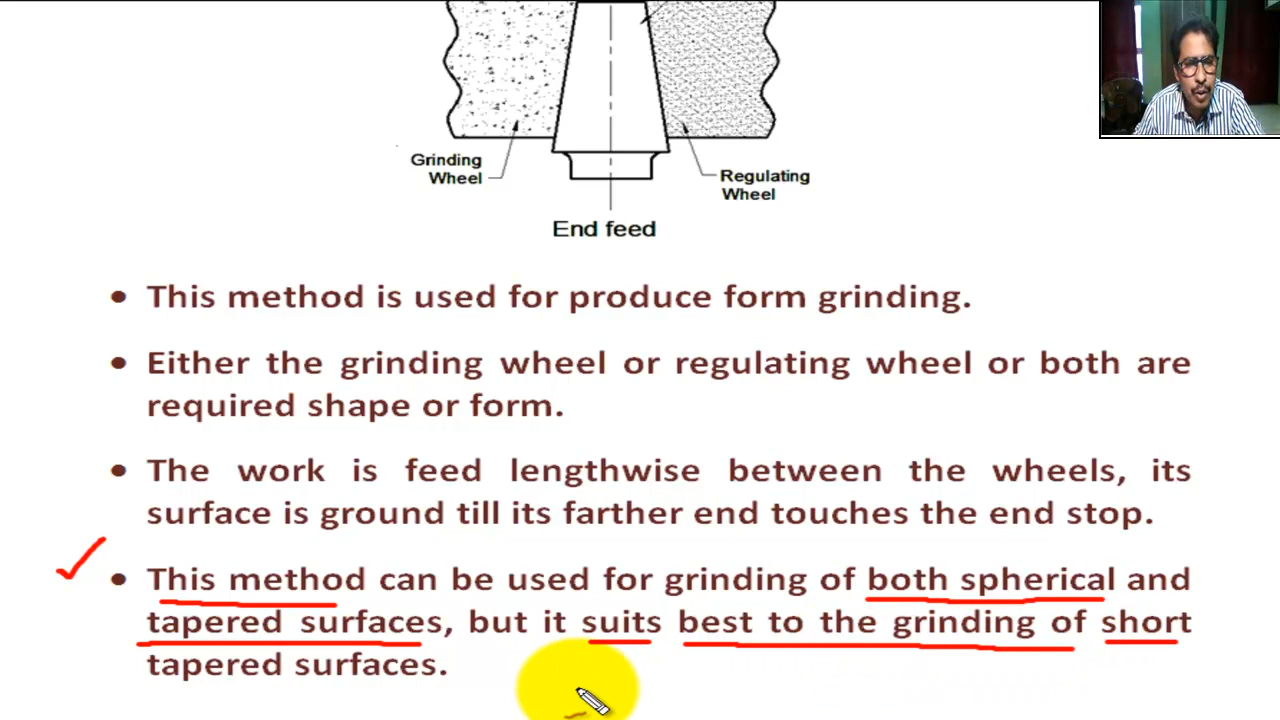 Grinding
Wheel
Regulating
Wheel
End feed
• This method is used for produce form grinding.
• Either the grinding wheel or regulating wheel or both are
required shape or form.
• The work is feed lengthwise between the wheels, its
surface is ground till its farther end touches the end stop.
• This method can be used for grinding of both spherical and
tapered surfaces, but it suits best to the grinding of short
tapered surfaces.